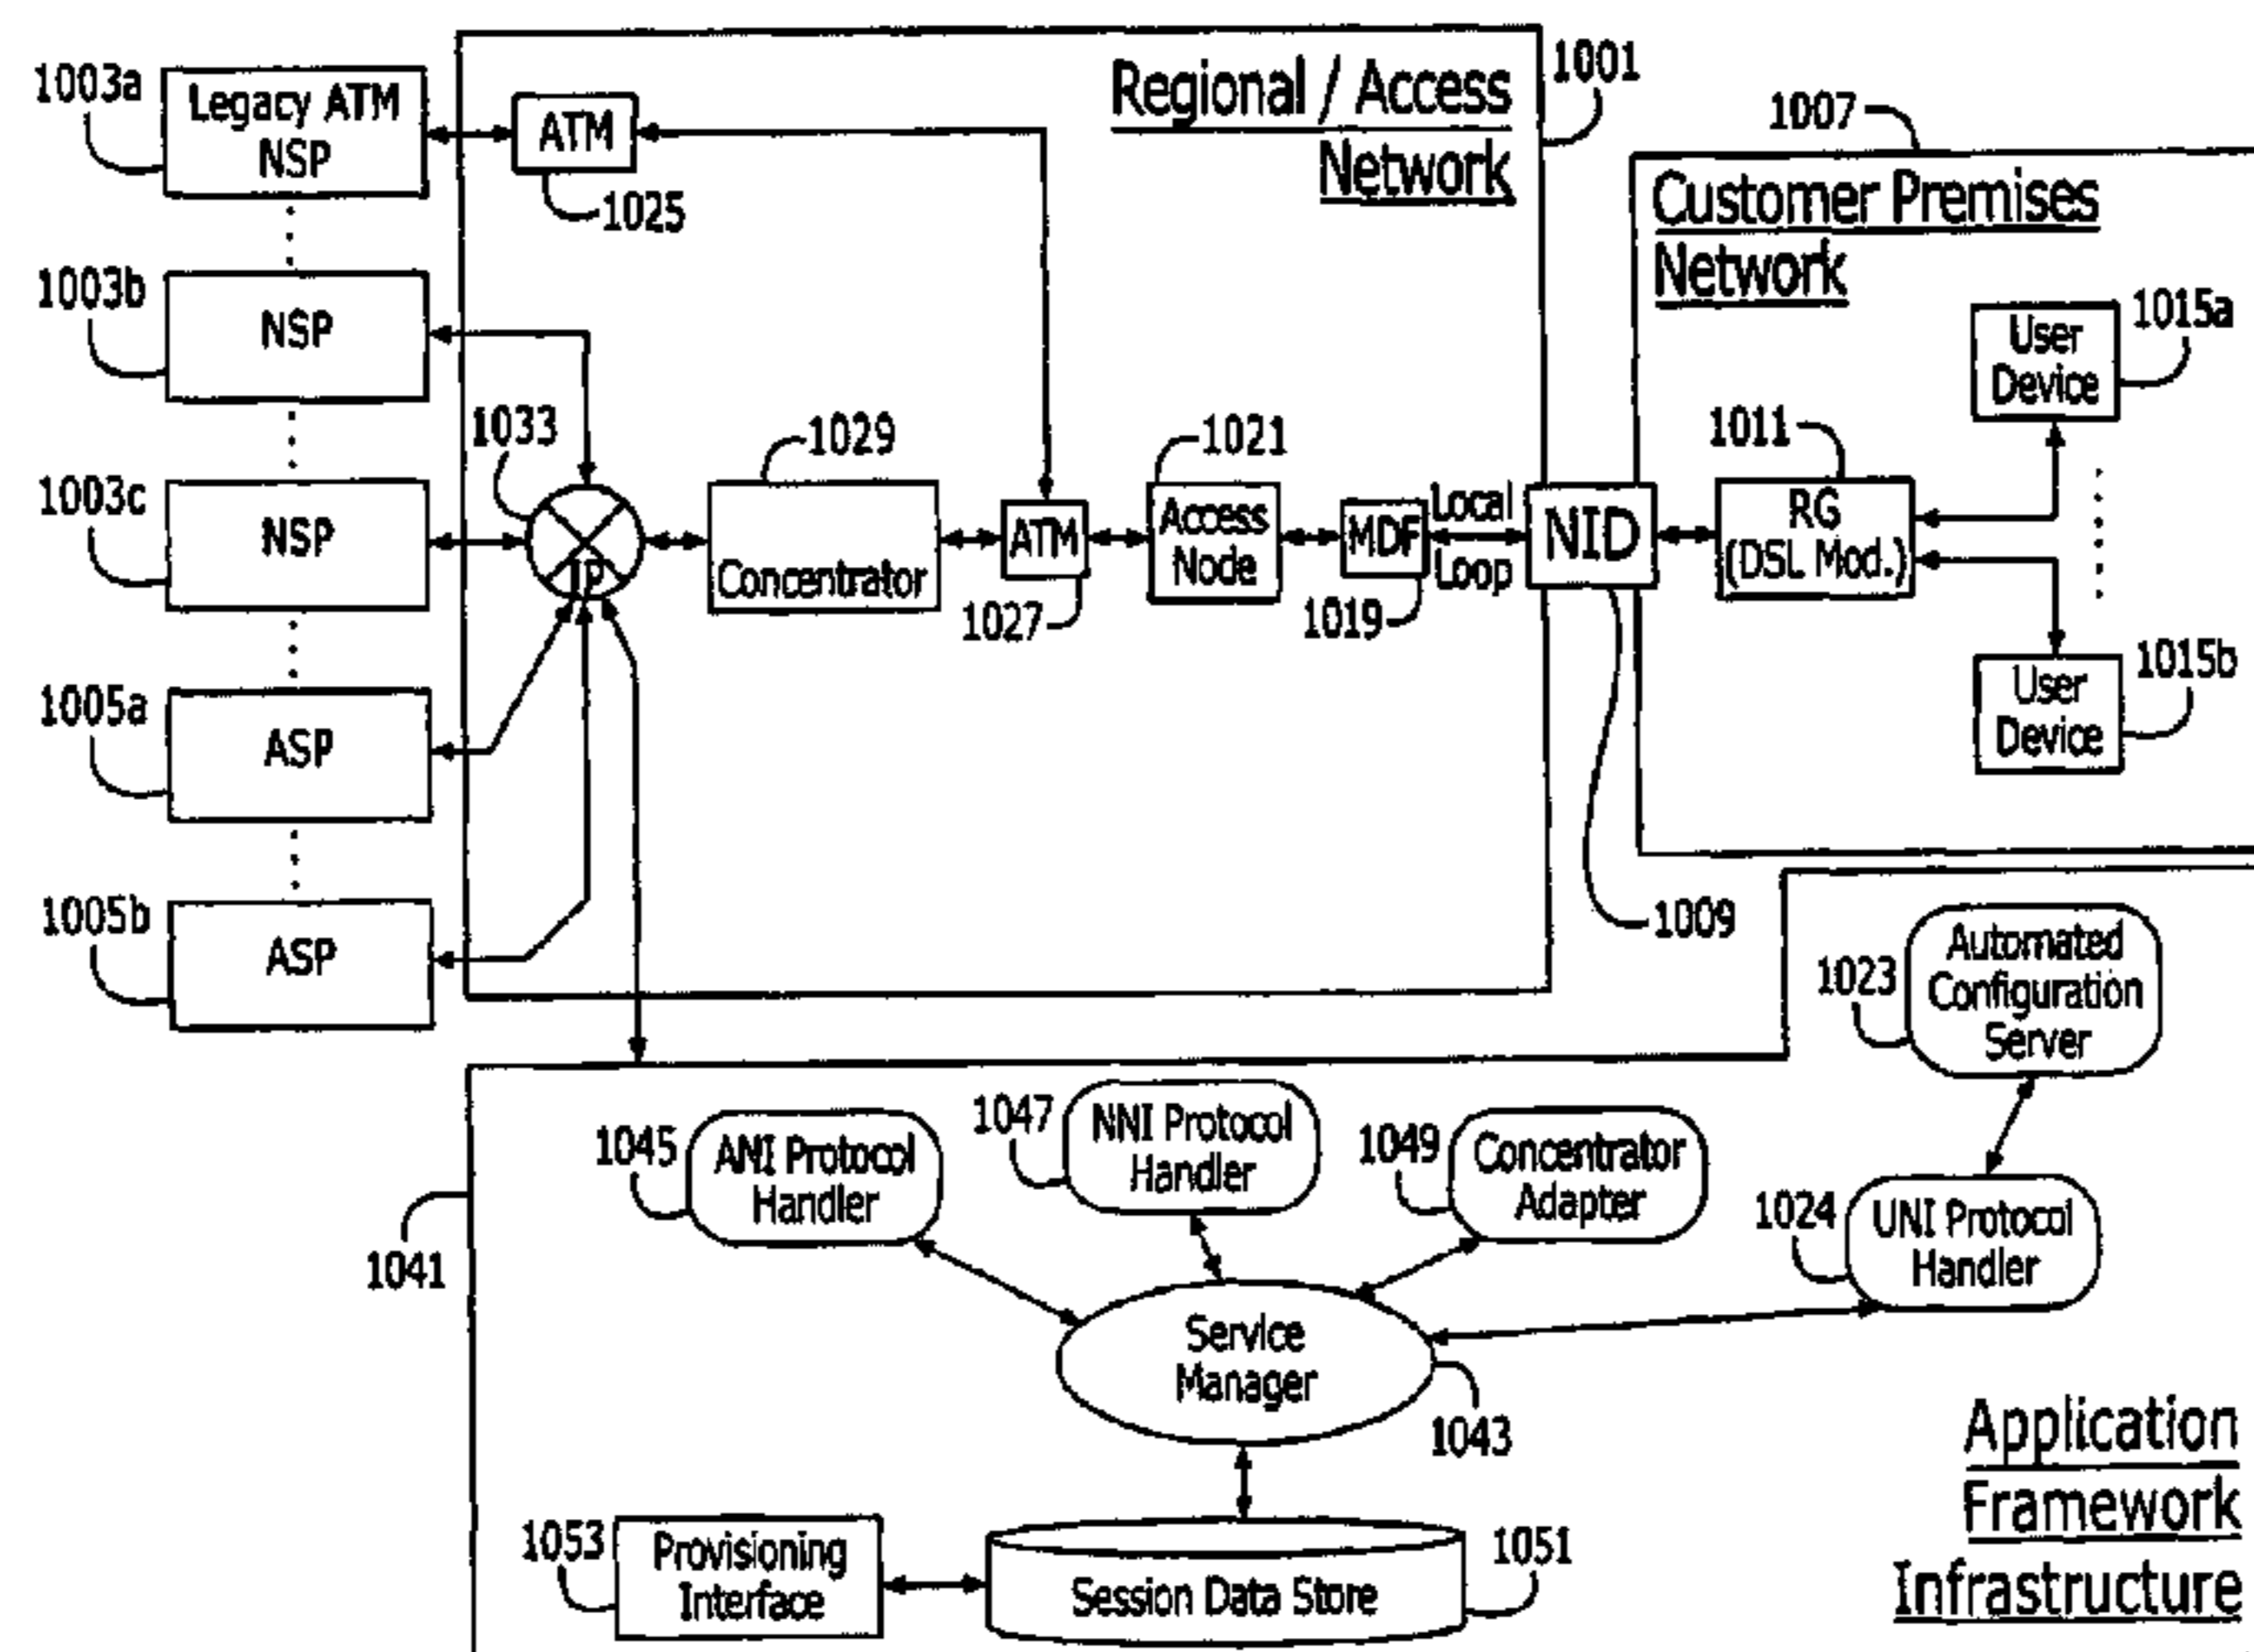 1003a
Legacy ATM
NSP
ATM
1025
Regional / Access
Network
1001
1007
Customer Premises
Network
1003b
NSP
User
Device
1015a
1003c
NSP
1033
IP
1029
Concentrator
ATM
1027
1021
Access
Node
MDF
1019
Local
Loop
NID
1009
1011
RG
(DSL Mod.)
User
Device
1015b
1005a
ASP
1005b
ASP
1023
Automated
Configuration
Server
1041
1045
ANI Protocol
Handler
1047
NNI Protocol
Handler
1049
Concentrator
Adapter
1024
UNI Protocol
Handler
Service
Manager
1043
Application
Framework
Infrastructure
1053
Provisioning
Interface
Session Data Store
1051